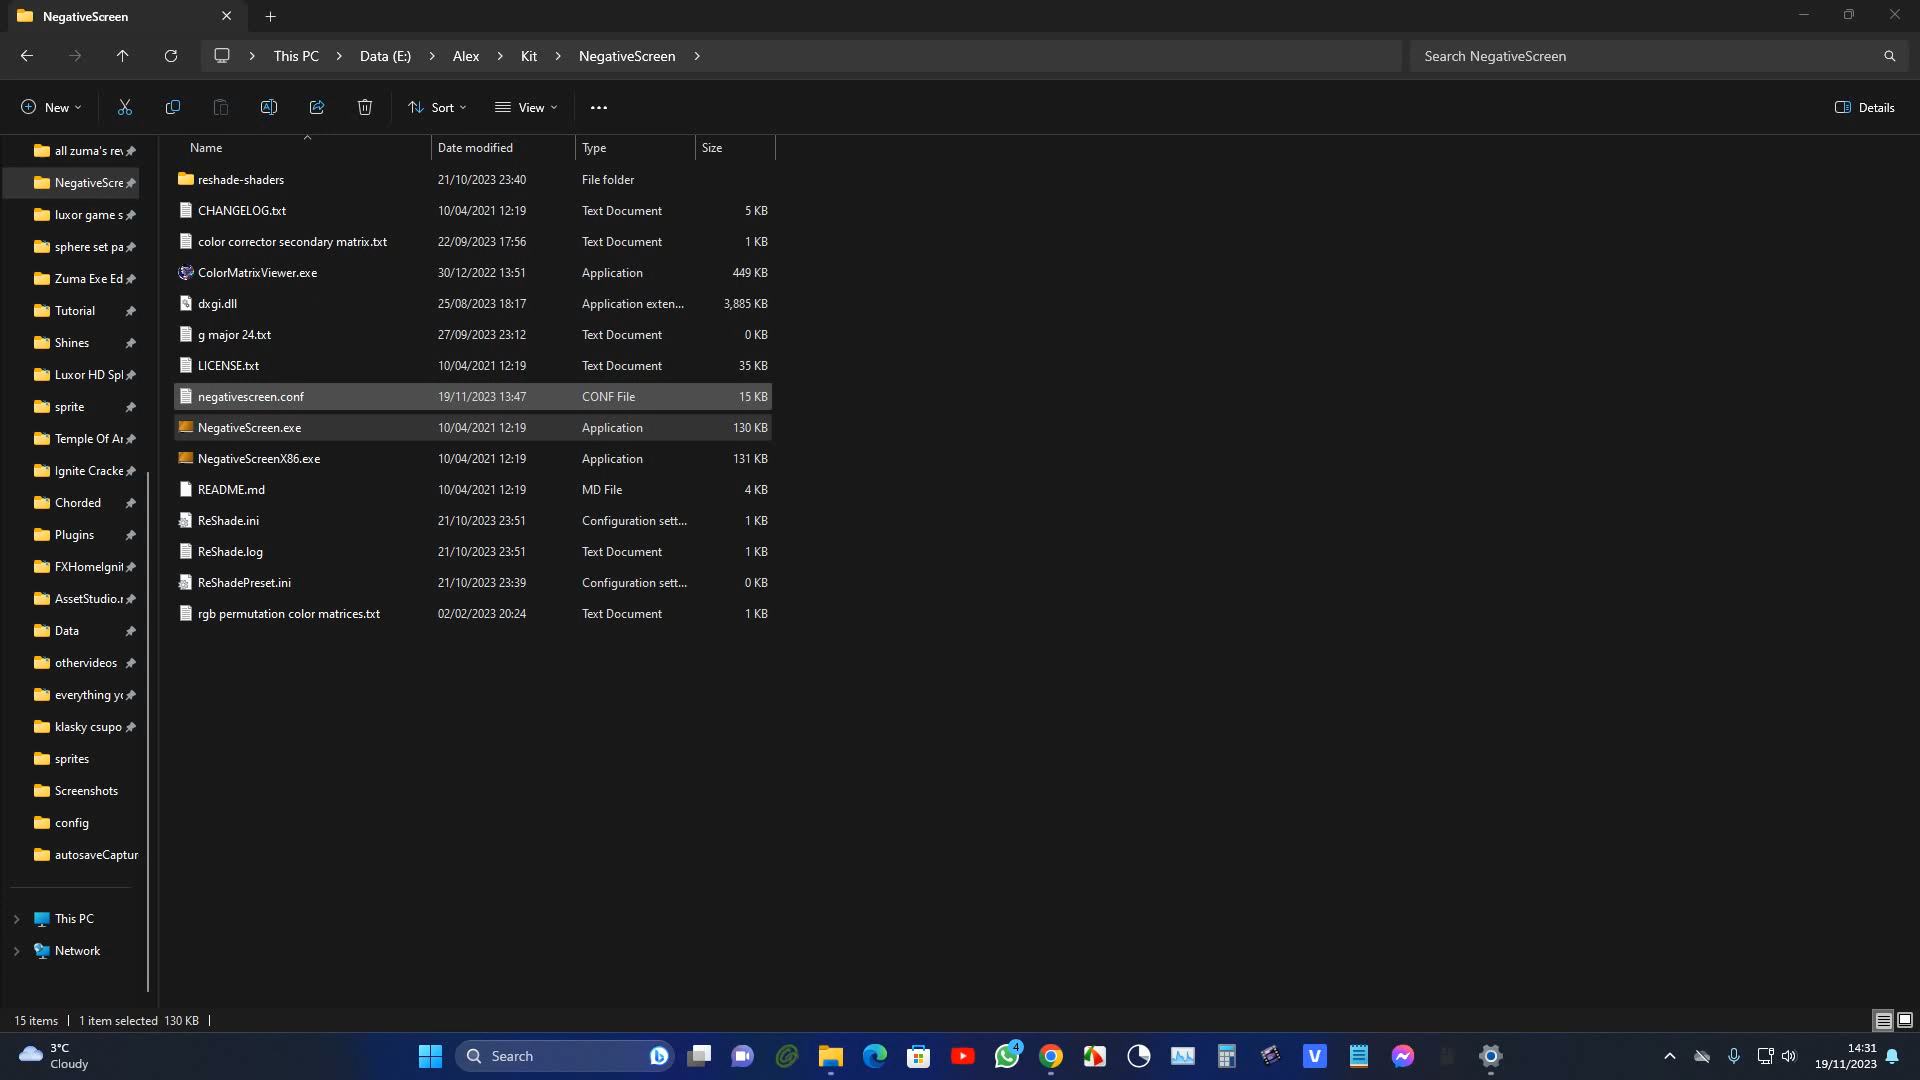 NegativeScreen
This PC
Data (E:)
Alex
Kit
NegativeScreen
Search NegativeScreen
New
Sort
View
Details
Name
Date modified
Type
Size
all zuma's rev
NegativeScre
luxor game s
sphere set pa
Zuma Exe Ed
Tutorial
Shines
Luxor HD Spl
sprite
Temple Of Ar
Ignite Cracke
Chorded
Plugins
FXHomeIgnit
AssetStudio.r
Data
othervideos
everything yo
klasky csupo
sprites
Screenshots
config
autosaveCaptur
This PC
Network
reshade-shaders 21/10/2023 23:40 File folder
CHANGELOG.txt 10/04/2021 12:19 Text Document 5 KB
color corrector secondary matrix.txt 22/09/2023 17:56 Text Document 1 KB
ColorMatrixViewer.exe 30/12/2022 13:51 Application 449 KB
dxgi.dll 25/08/2023 18:17 Application exten... 3,885 KB
g major 24.txt 27/09/2023 23:12 Text Document 0 KB
LICENSE.txt 10/04/2021 12:19 Text Document 35 KB
negativescreen.conf 19/11/2023 13:47 CONF File 15 KB
NegativeScreen.exe 10/04/2021 12:19 Application 130 KB
NegativeScreenX86.exe 10/04/2021 12:19 Application 131 KB
README.md 10/04/2021 12:19 MD File 4 KB
ReShade.ini 21/10/2023 23:51 Configuration sett... 1 KB
ReShade.log 21/10/2023 23:51 Text Document 1 KB
ReShadePreset.ini 21/10/2023 23:39 Configuration sett... 0 KB
rgb permutation color matrices.txt 02/02/2023 20:24 Text Document 1 KB
15 items
1 item selected 130 KB
3°C
Cloudy
Search
4
V
14:31
19/11/2023